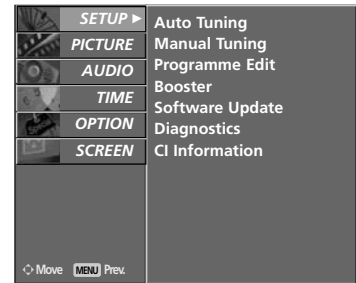 SETUP ►
PICTURE
AUDIO
TIME
OPTION
SCREEN
Auto Tuning
Manual Tuning
Programme Edit
Booster
Software Update
Diagnostics
CI Information
Move MENU Prev.